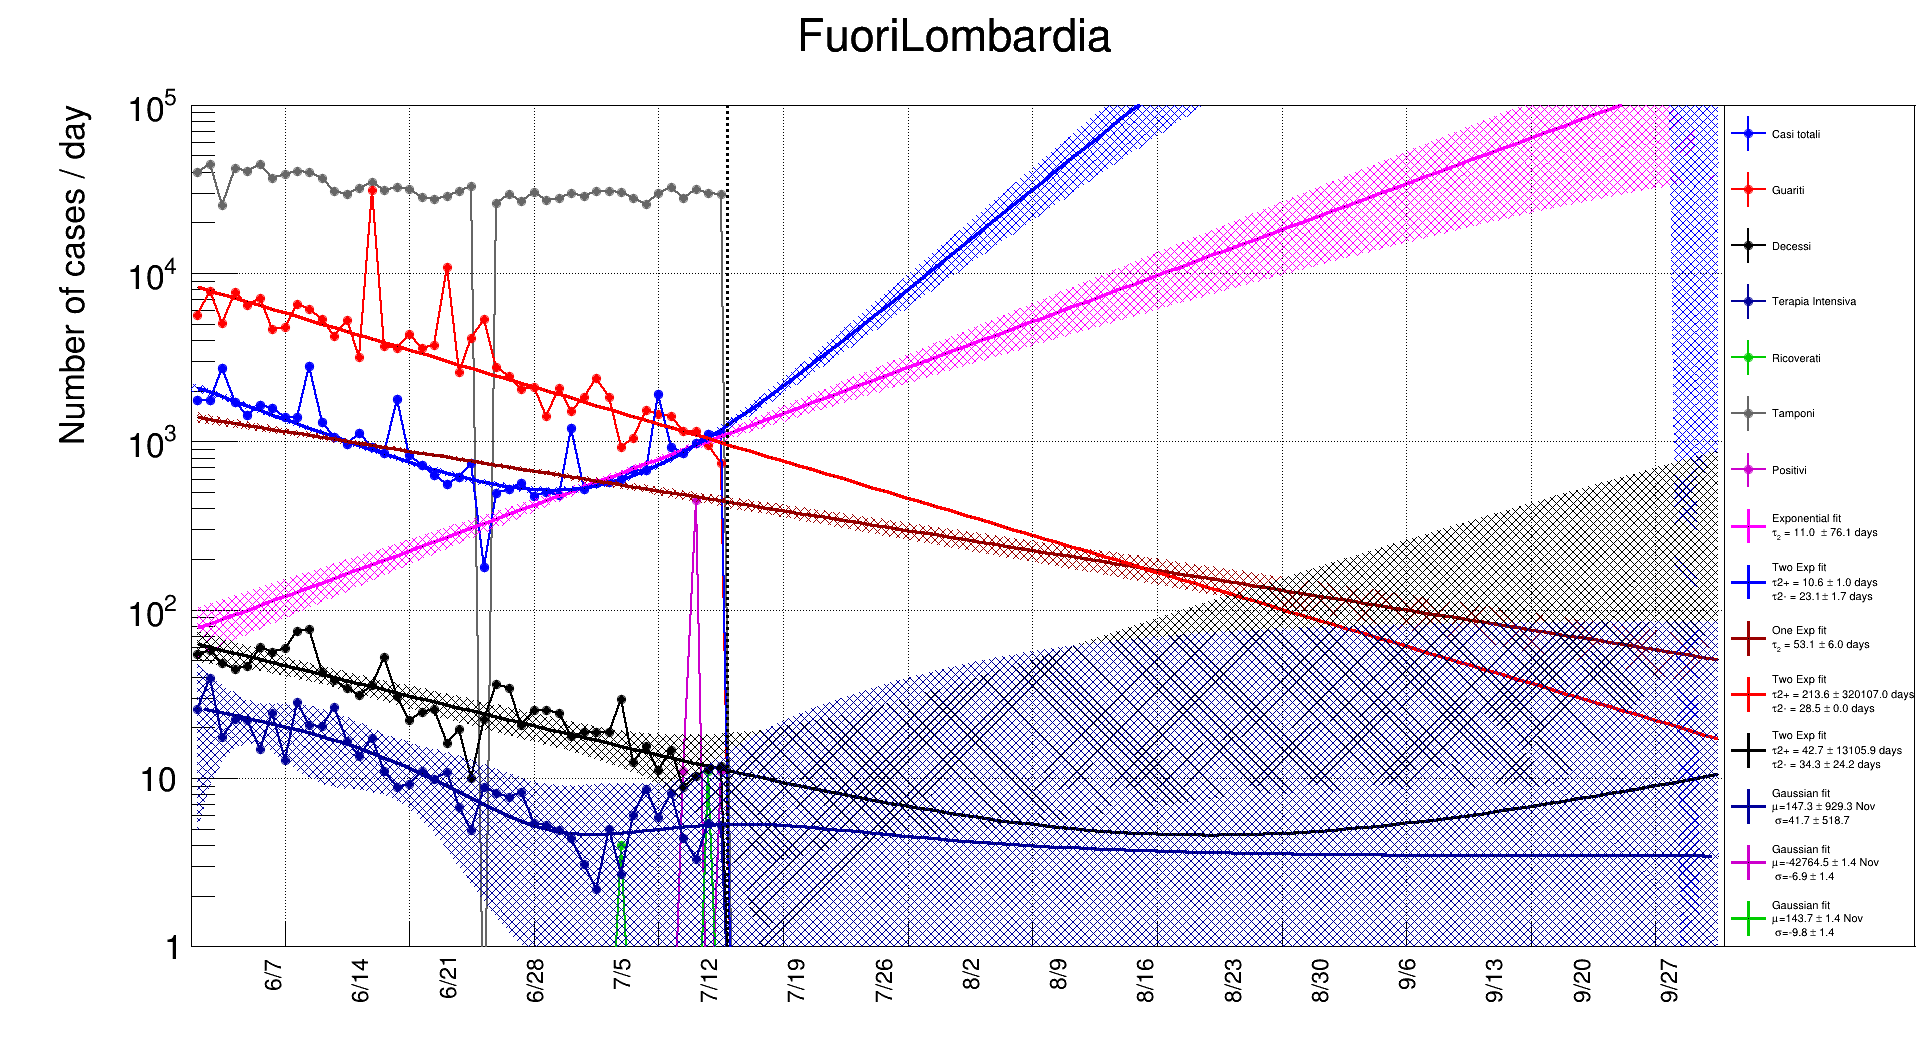 FuoriLombardia
Number of cases / day
10^5
10^4
10^3
10^2
10
1
6/7
6/14
6/21
6/28
7/5
7/12
7/19
7/26
8/2
8/9
8/16
8/23
8/30
9/6
9/13
9/20
9/27
Casi totali
Guariti
Decessi
Terapia Intensiva
Ricoverati
Tamponi
Positivi
Exponential fit
τ₂ = 11.0 ± 76.1 days
Two Exp fit
τ2+ = 10.6 ± 1.0 days
τ2- = 23.1 ± 1.7 days
One Exp fit
τ₂ = 53.1 ± 6.0 days
Two Exp fit
τ2+ = 213.6 ± 320107.0 days
τ2- = 28.5 ± 0.0 days
Two Exp fit
τ2+ = 42.7 ± 13105.9 days
τ2- = 34.3 ± 24.2 days
Gaussian fit
μ=147.3 ± 929.3 Nov
σ=41.7 ± 518.7
Gaussian fit
μ=-42764.5 ± 1.4 Nov
σ=-6.9 ± 1.4
Gaussian fit
μ=143.7 ± 1.4 Nov
σ=-9.8 ± 1.4